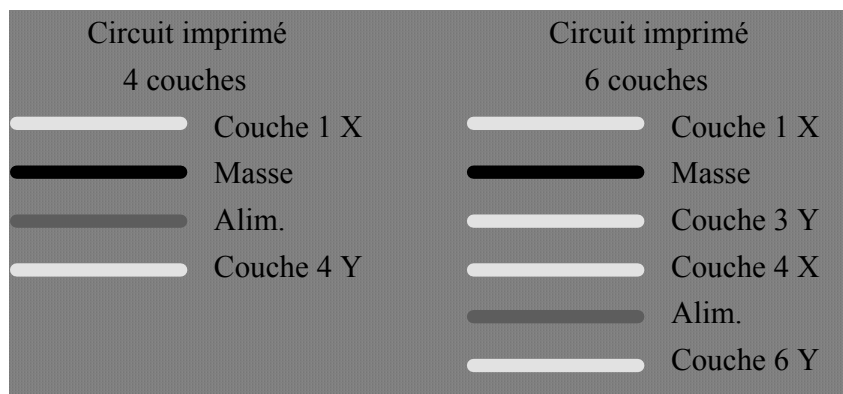 Circuit imprimé
4 couches
Couche 1 X
Masse
Alim.
Couche 4 Y
Circuit imprimé
6 couches
Couche 1 X
Masse
Couche 3 Y
Couche 4 X
Alim.
Couche 6 Y